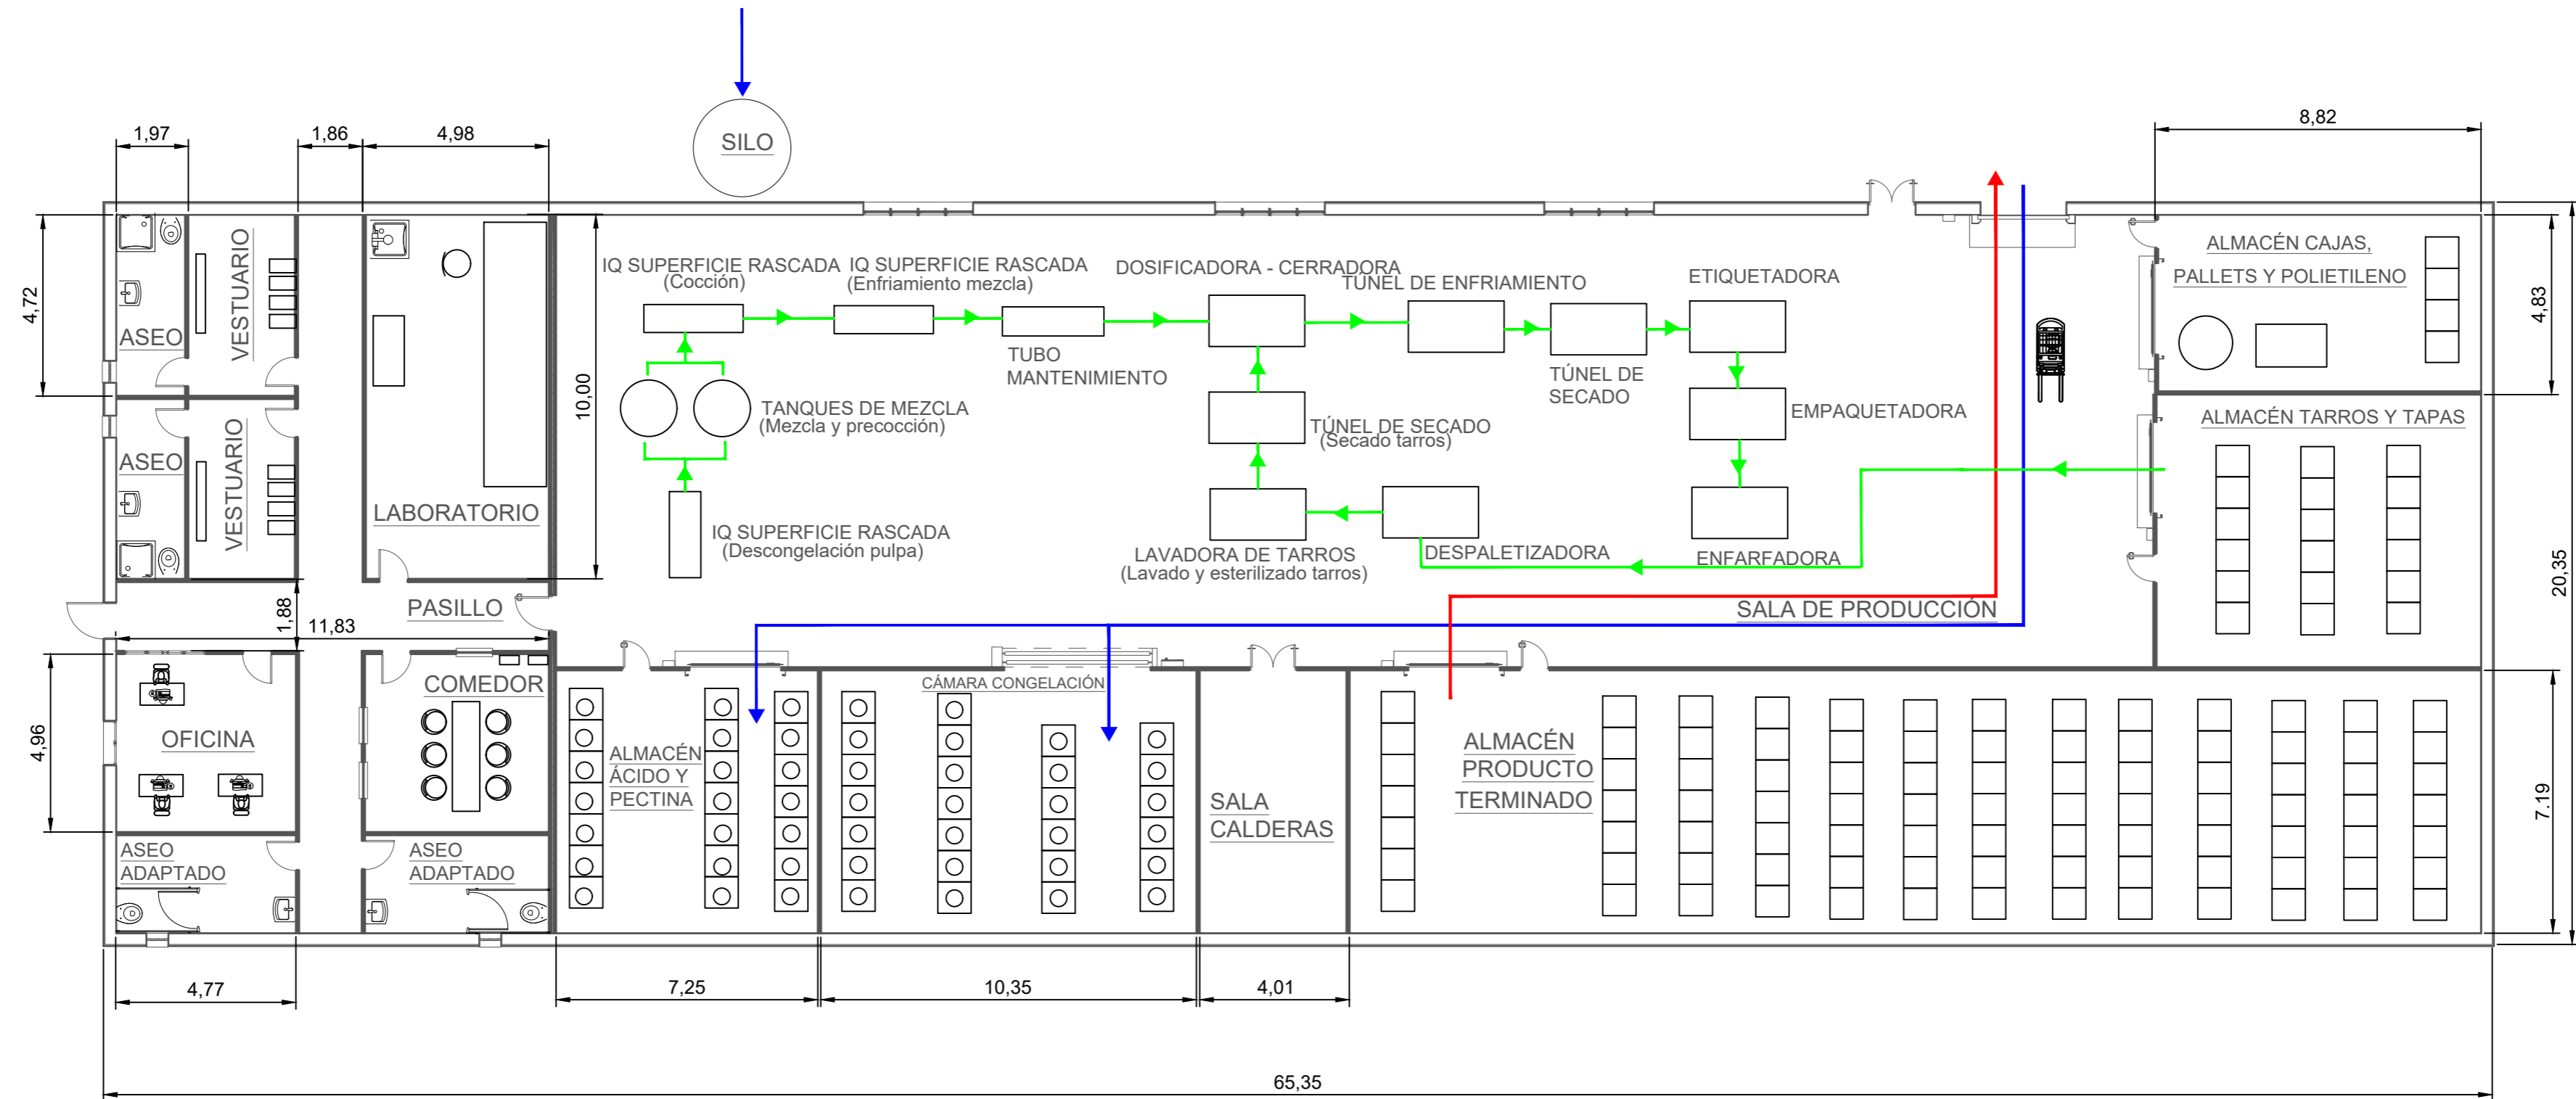 SILO
1,97
1,86
4,98
8,82
4,72
ASEO
VESTUARIO
ASEO
VESTUARIO
LABORATORIO
10,00
IQ SUPERFICIE RASCADA
(Cocción)
IQ SUPERFICIE RASCADA
(Enfriamiento mezcla)
DOSIFICADORA - CERRADORA
TÚNEL DE ENFRIAMIENTO
ETIQUETADORA
ALMACÉN CAJAS,
PALLETS Y POLIETILENO
4,83
TUBO
MANTENIMIENTO
TÚNEL DE
SECADO
TANQUES DE MEZCLA
(Mezcla y precocción)
TÚNEL DE SECADO
(Secado tarros)
EMPAQUETADORA
ALMACÉN TARROS Y TAPAS
IQ SUPERFICIE RASCADA
(Descongelación pulpa)
LAVADORA DE TARROS
(Lavado y esterilizado tarros)
DESPALETIZADORA
ENFARFADORA
20,35
PASILLO
1,88
11,83
SALA DE PRODUCCIÓN
4,96
OFICINA
COMEDOR
ALMACÉN
ÁCIDO Y
PECTINA
CÁMARA CONGELACIÓN
SALA
CALDERAS
ALMACÉN
PRODUCTO
TERMINADO
7.19
ASEO
ADAPTADO
ASEO
ADAPTADO
4,77
7,25
10,35
4,01
65,35